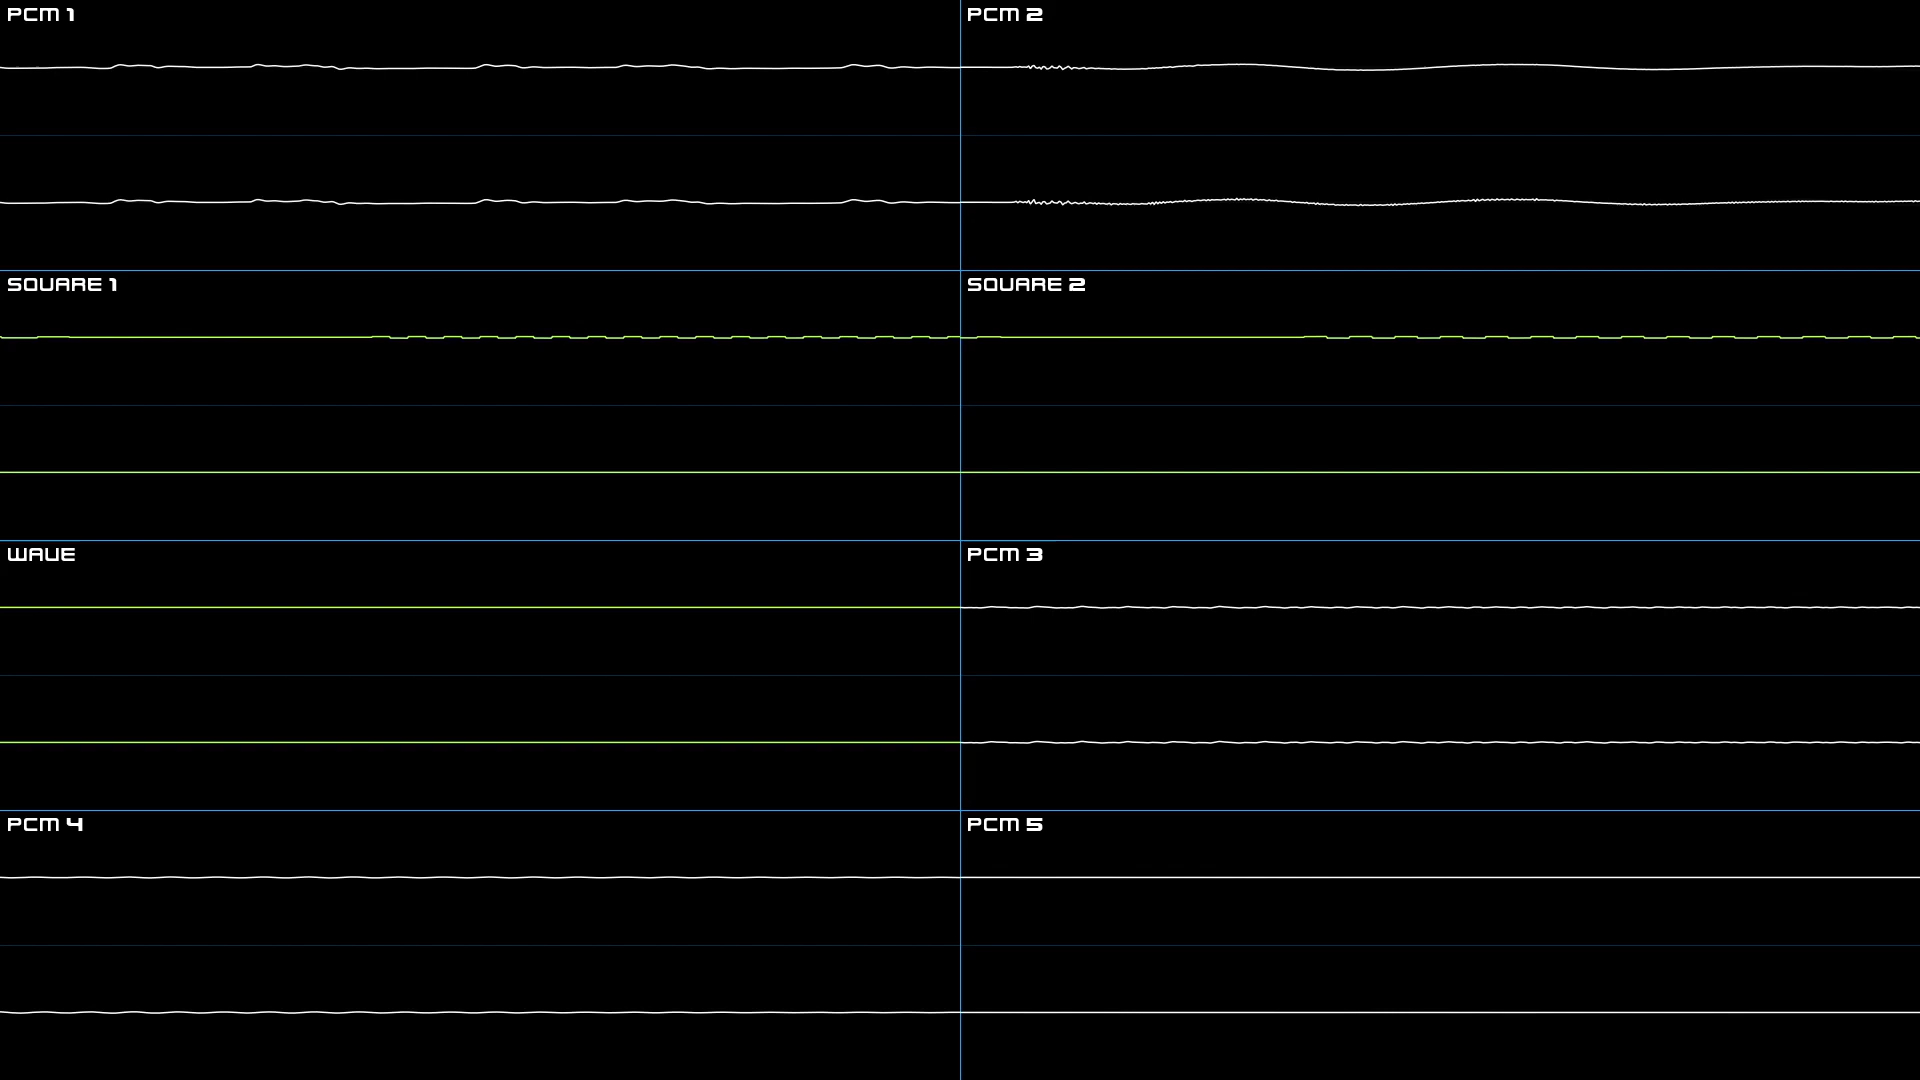 PCM 1
PCM 2
SQUARE 1
SQUARE 2
WAVE
PCM 3
PCM 4
PCM 5